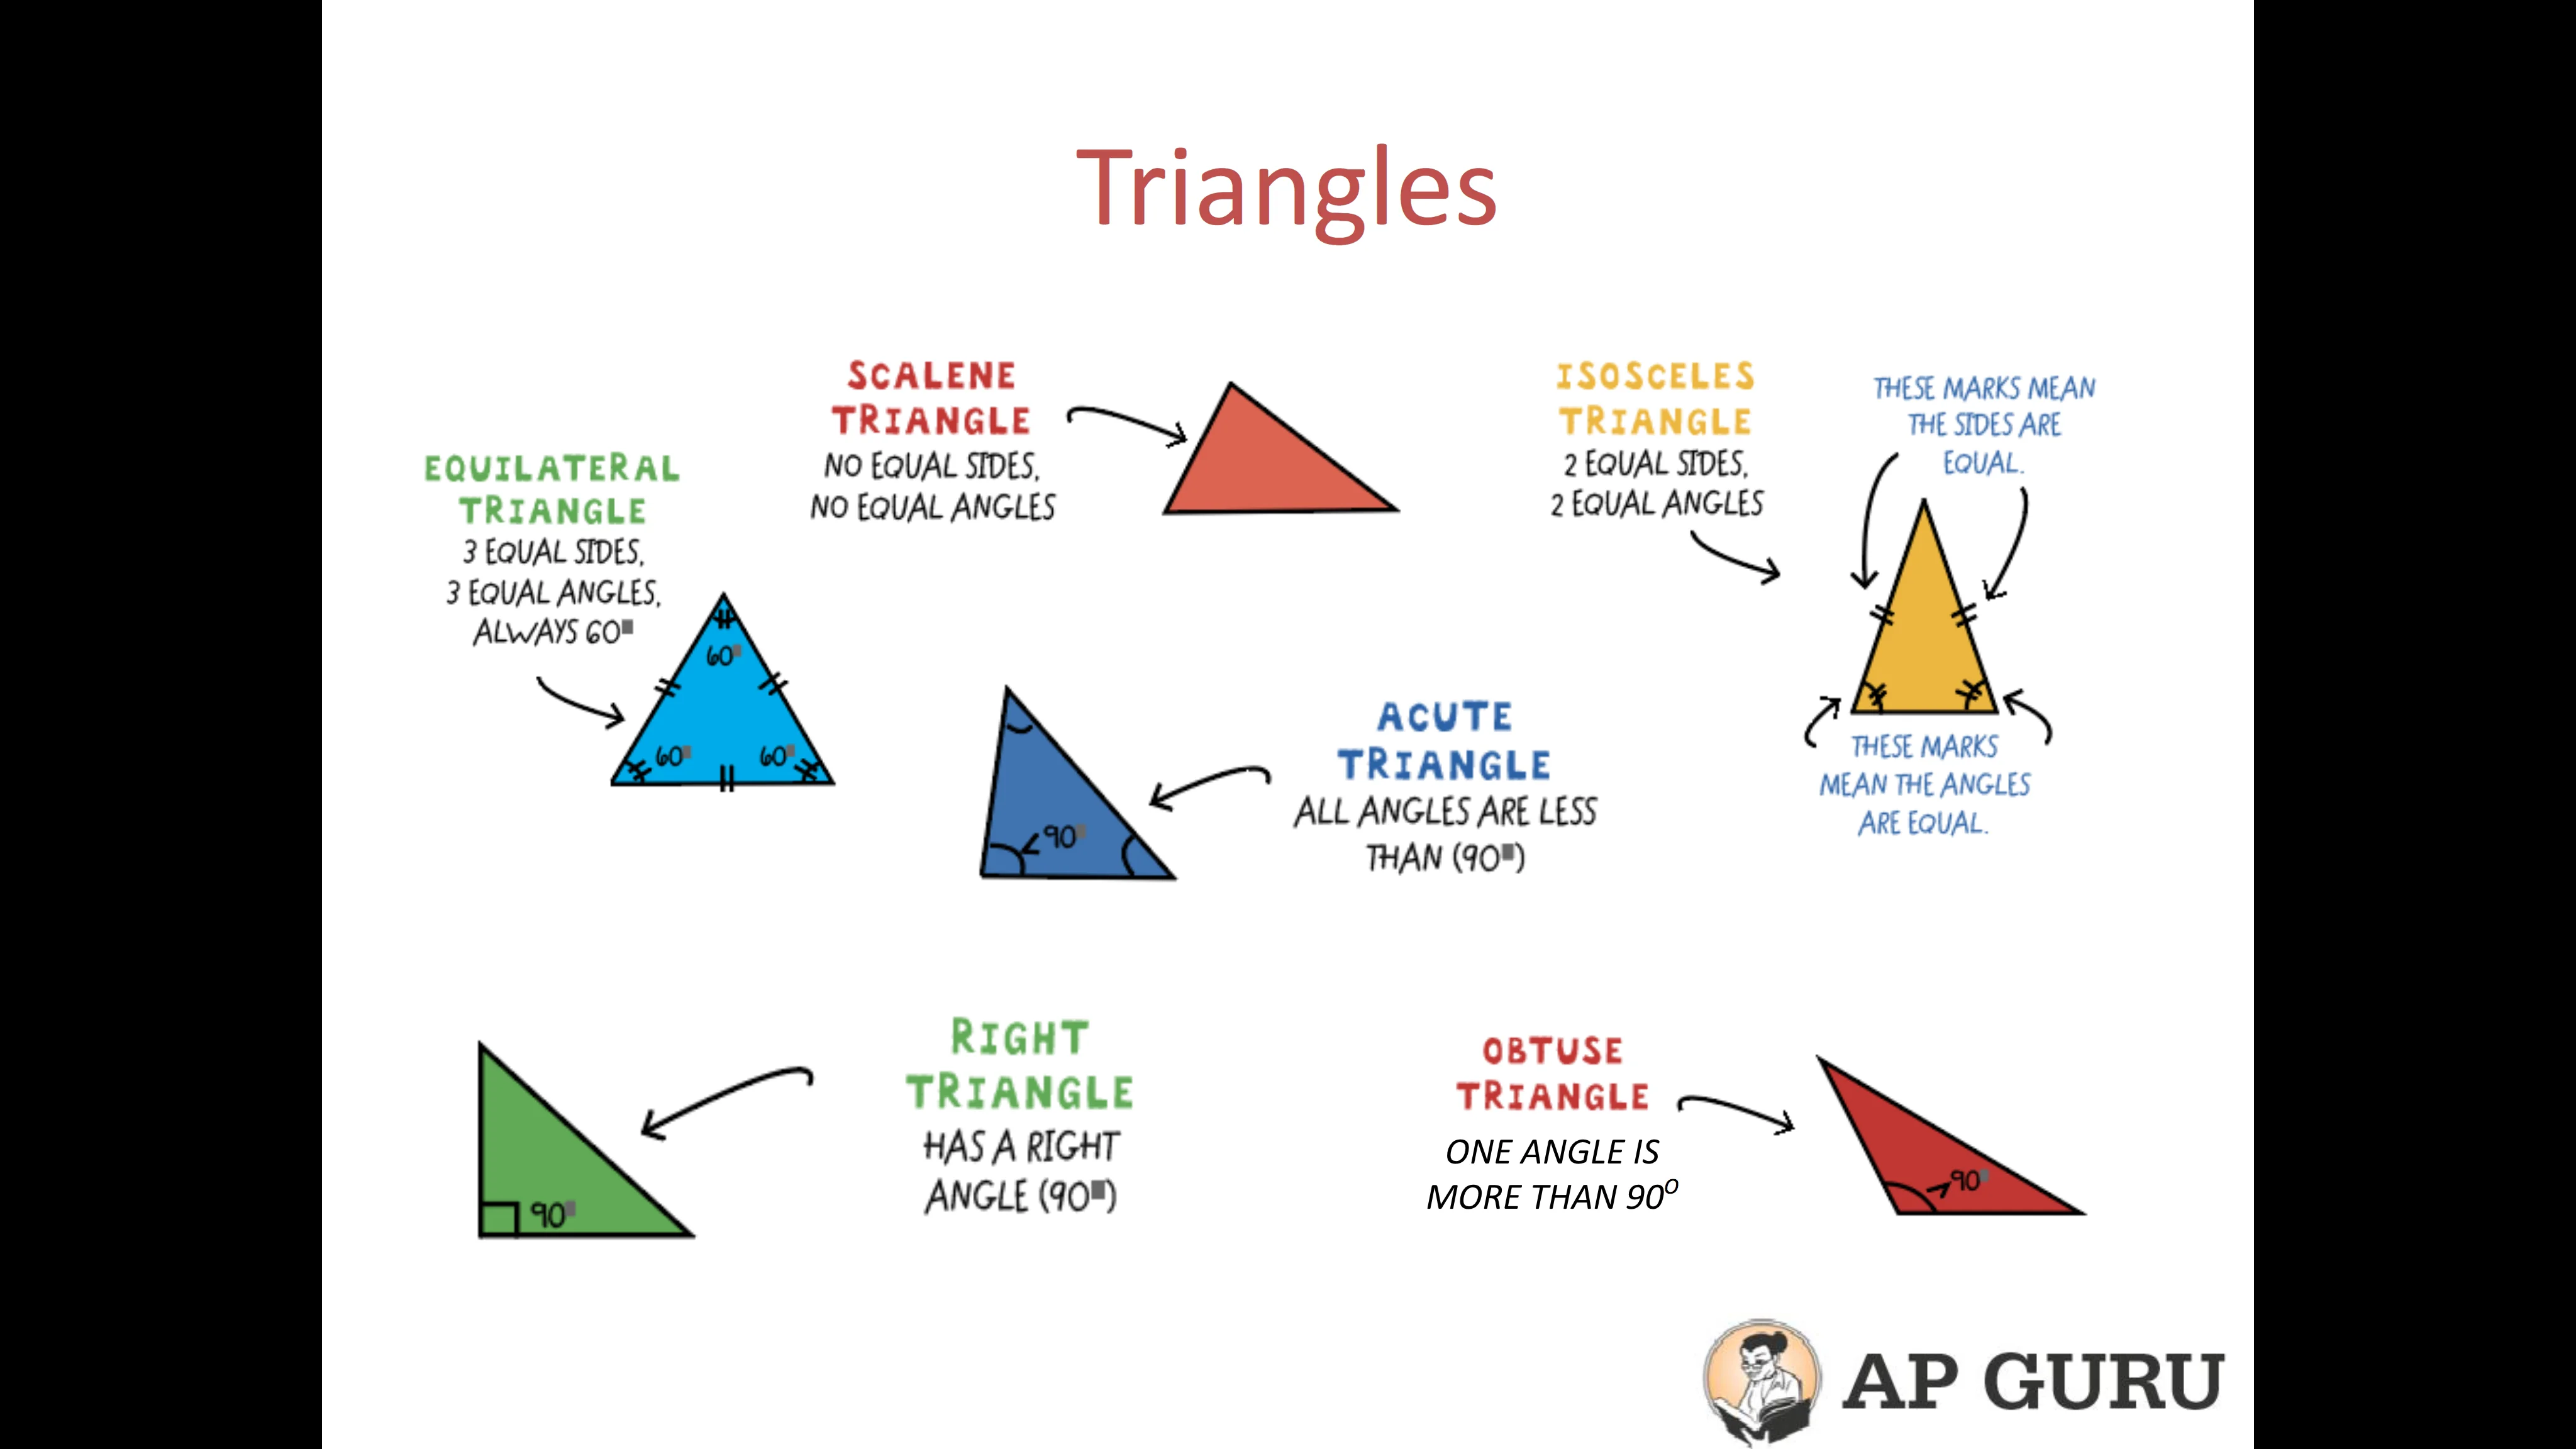 Triangles
SCALENE
TRIANGLE
NO EQUAL SIDES,
NO EQUAL ANGLES
ISOSCELES
TRIANGLE
2 EQUAL SIDES,
2 EQUAL ANGLES
THESE MARKS MEAN
THE SIDES ARE
EQUAL.
EQUILATERAL
TRIANGLE
3 EQUAL SIDES,
3 EQUAL ANGLES,
ALWAYS 60■
60■
60■ 60■
ACUTE
TRIANGLE
ALL ANGLES ARE LESS
THAN (90■)
<90■
THESE MARKS
MEAN THE ANGLES
ARE EQUAL.
RIGHT
TRIANGLE
HAS A RIGHT
ANGLE (90■)
90■
OBTUSE
TRIANGLE
ONE ANGLE IS
MORE THAN 90º
>90■
AP GURU